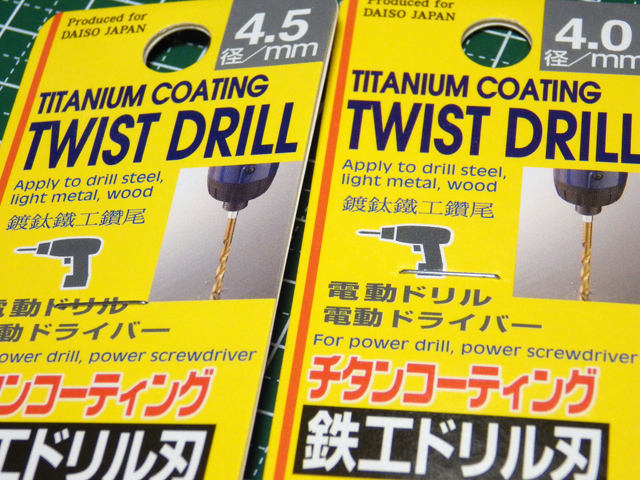 Produced for
DAISO JAPAN
4.5
径/mm
TITANIUM COATING
TWIST DRILL
Apply to drill steel,
light metal, wood
鍍鈦鐵工鑽尾
電動ドリル
動ドライバー
power drill, power screwdriver
タンコーティング
工ドリル刃
Produced for
DAISO JAPAN
4.0
径/mm
TITANIUM COATING
TWIST DRILL
Apply to drill steel,
light metal, wood
鍍鈦鐵工鑽尾
電動ドリル
電動ドライバー
For power drill, power screwdriver
チタンコーティング
鉄工ドリル刃